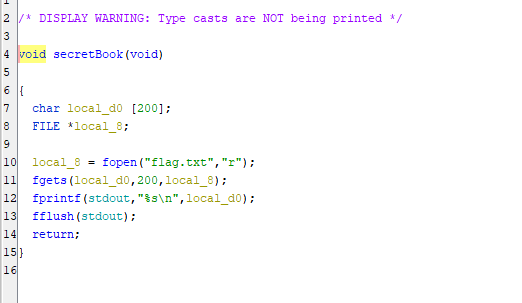 1
2 /* DISPLAY WARNING: Type casts are NOT being printed */
3
4 void secretBook(void)
5
6 {
7   char local_d0 [200];
8   FILE *local_8;
9
10   local_8 = fopen("flag.txt","r");
11   fgets(local_d0,200,local_8);
12   fprintf(stdout,"%s\n",local_d0);
13   fflush(stdout);
14   return;
15 }
16